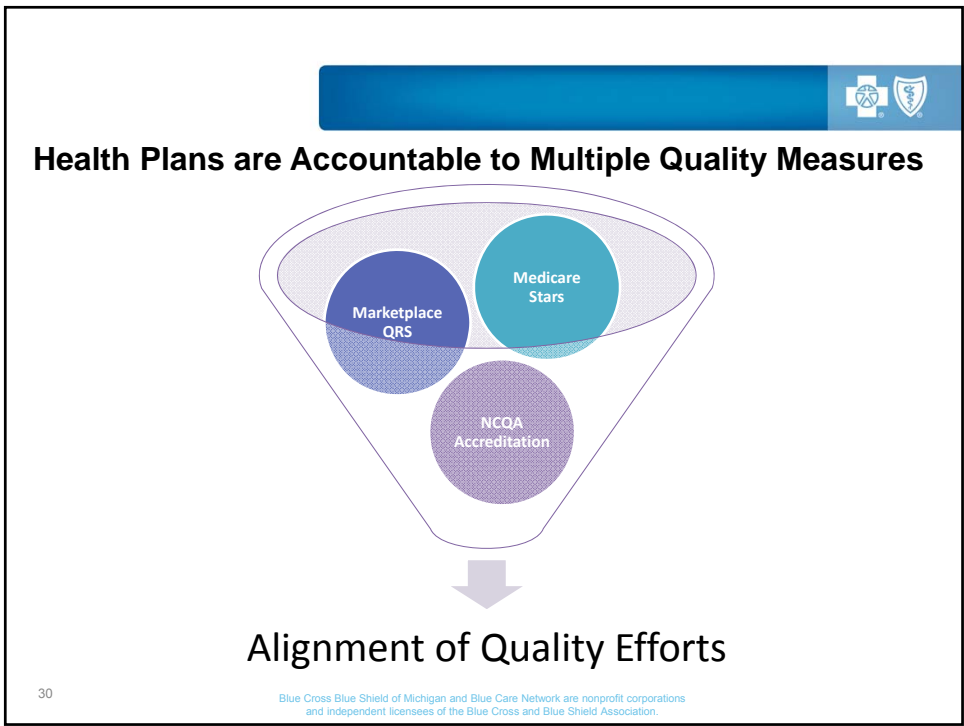 Health Plans are Accountable to Multiple Quality Measures
Medicare
Stars
Marketplace
QRS
NCQA
Accreditation
Alignment of Quality Efforts
30
Blue Cross Blue Shield of Michigan and Blue Care Network are nonprofit corporations
and independent licensees of the Blue Cross and Blue Shield Association.